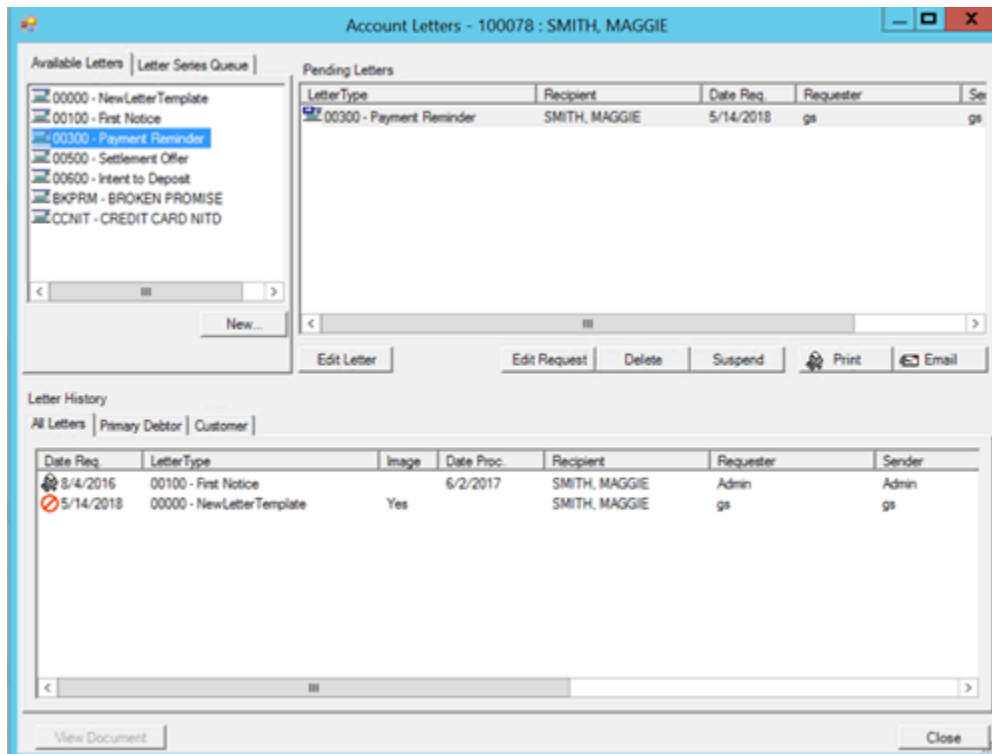 Account Letters - 100078 : SMITH, MAGGIE
Available Letters Letter Series Queue
00000 - NewLetterTemplate
00100 - First Notice
00300 - Payment Reminder
00500 - Settlement Offer
00600 - Intent to Deposit
BKPRM - BROKEN PROMISE
CCNIT - CREDIT CARD NITD
New...
Pending Letters
LetterType Recipient Date Req. Requester Se
00300 - Payment Reminder SMITH, MAGGIE 5/14/2018 gs gs
Edit Letter Edit Request Delete Suspend Print Email
Letter History
All Letters Primary Debtor Customer
Date Req. LetterType Image Date Proc. Recipient Requester Sender
8/4/2016 00100 - First Notice 6/2/2017 SMITH, MAGGIE Admin Admin
5/14/2018 00000 - NewLetterTemplate Yes SMITH, MAGGIE gs gs
View Document Close